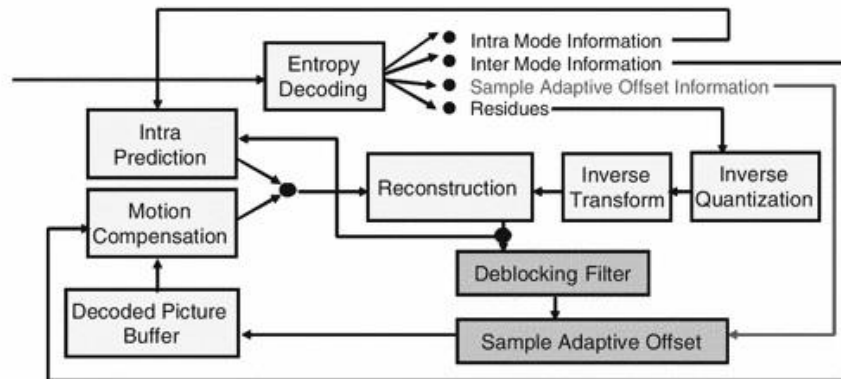 Entropy
Decoding
Intra Mode Information
Inter Mode Information
Sample Adaptive Offset Information
Residues
Intra
Prediction
Motion
Compensation
Reconstruction
Inverse
Transform
Inverse
Quantization
Deblocking Filter
Decoded Picture
Buffer
Sample Adaptive Offset